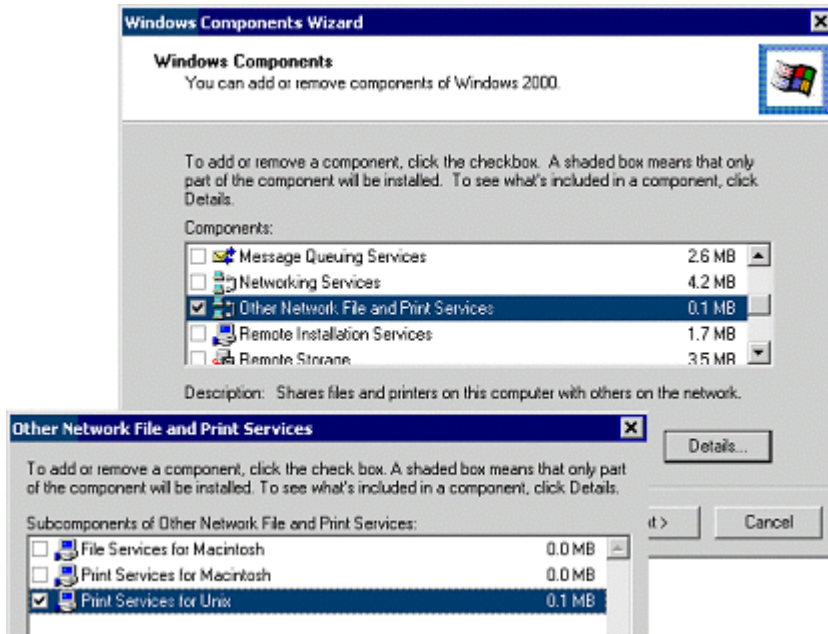 Windows Components Wizard
Windows Components
You can add or remove components of Windows 2000.
To add or remove a component, click the checkbox. A shaded box means that only
part of the component will be installed. To see what's included in a component, click
Details.
Components:
Message Queuing Services 2.6 MB
Networking Services 4.2 MB
Other Network File and Print Services 0.1 MB
Remote Installation Services 1.7 MB
Remote Storage 3.5 MB
Description: Shares files and printers on this computer with others on the network.
Details...
Cancel
Other Network File and Print Services
To add or remove a component, click the check box. A shaded box means that only part
of the component will be installed. To see what's included in a component, click Details.
Subcomponents of Other Network File and Print Services:
File Services for Macintosh 0.0 MB
Print Services for Macintosh 0.0 MB
Print Services for Unix 0.1 MB